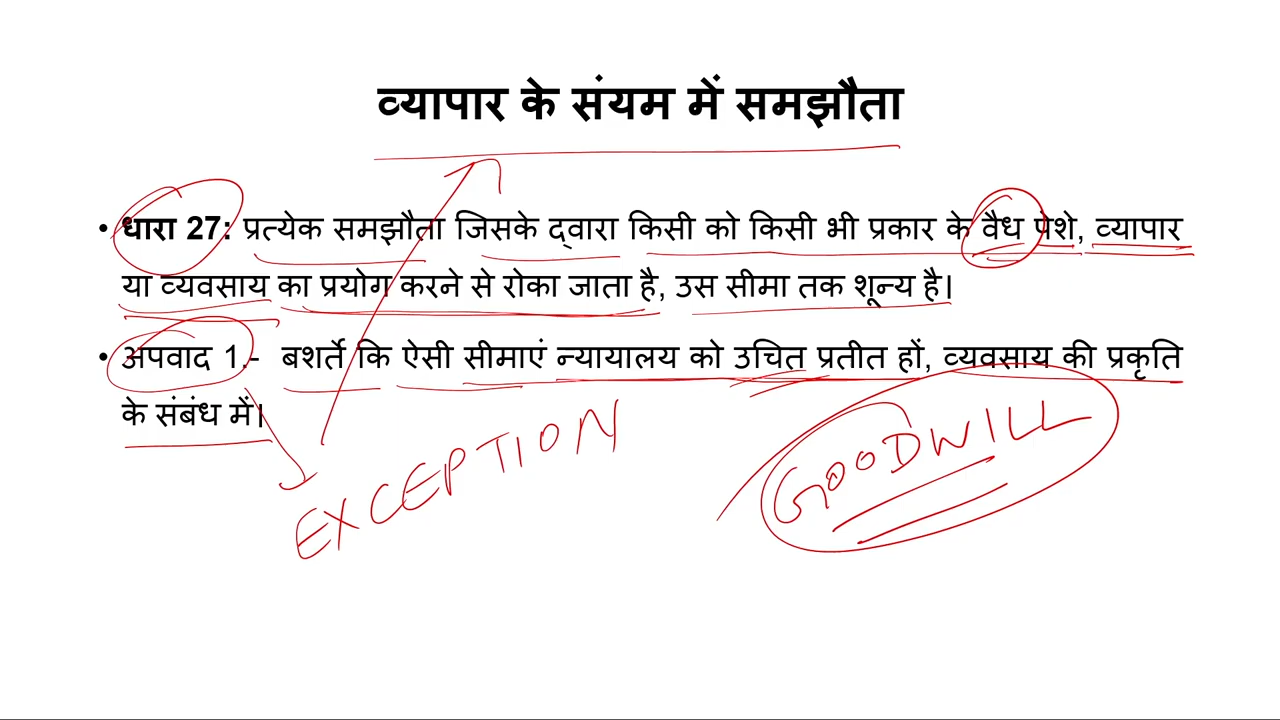 व्यापार के संयम में समझौता
• धारा 27: प्रत्येक समझौता जिसके द्वारा किसी को किसी भी प्रकार के वैध पेशे, व्यापार
या व्यवसाय का प्रयोग करने से रोका जाता है, उस सीमा तक शून्य है।
• अपवाद 1.- बशर्ते कि ऐसी सीमाएं न्यायालय को उचित प्रतीत हों, व्यवसाय की प्रकृति
के संबंध में।
EXCEPTION
GOODWILL